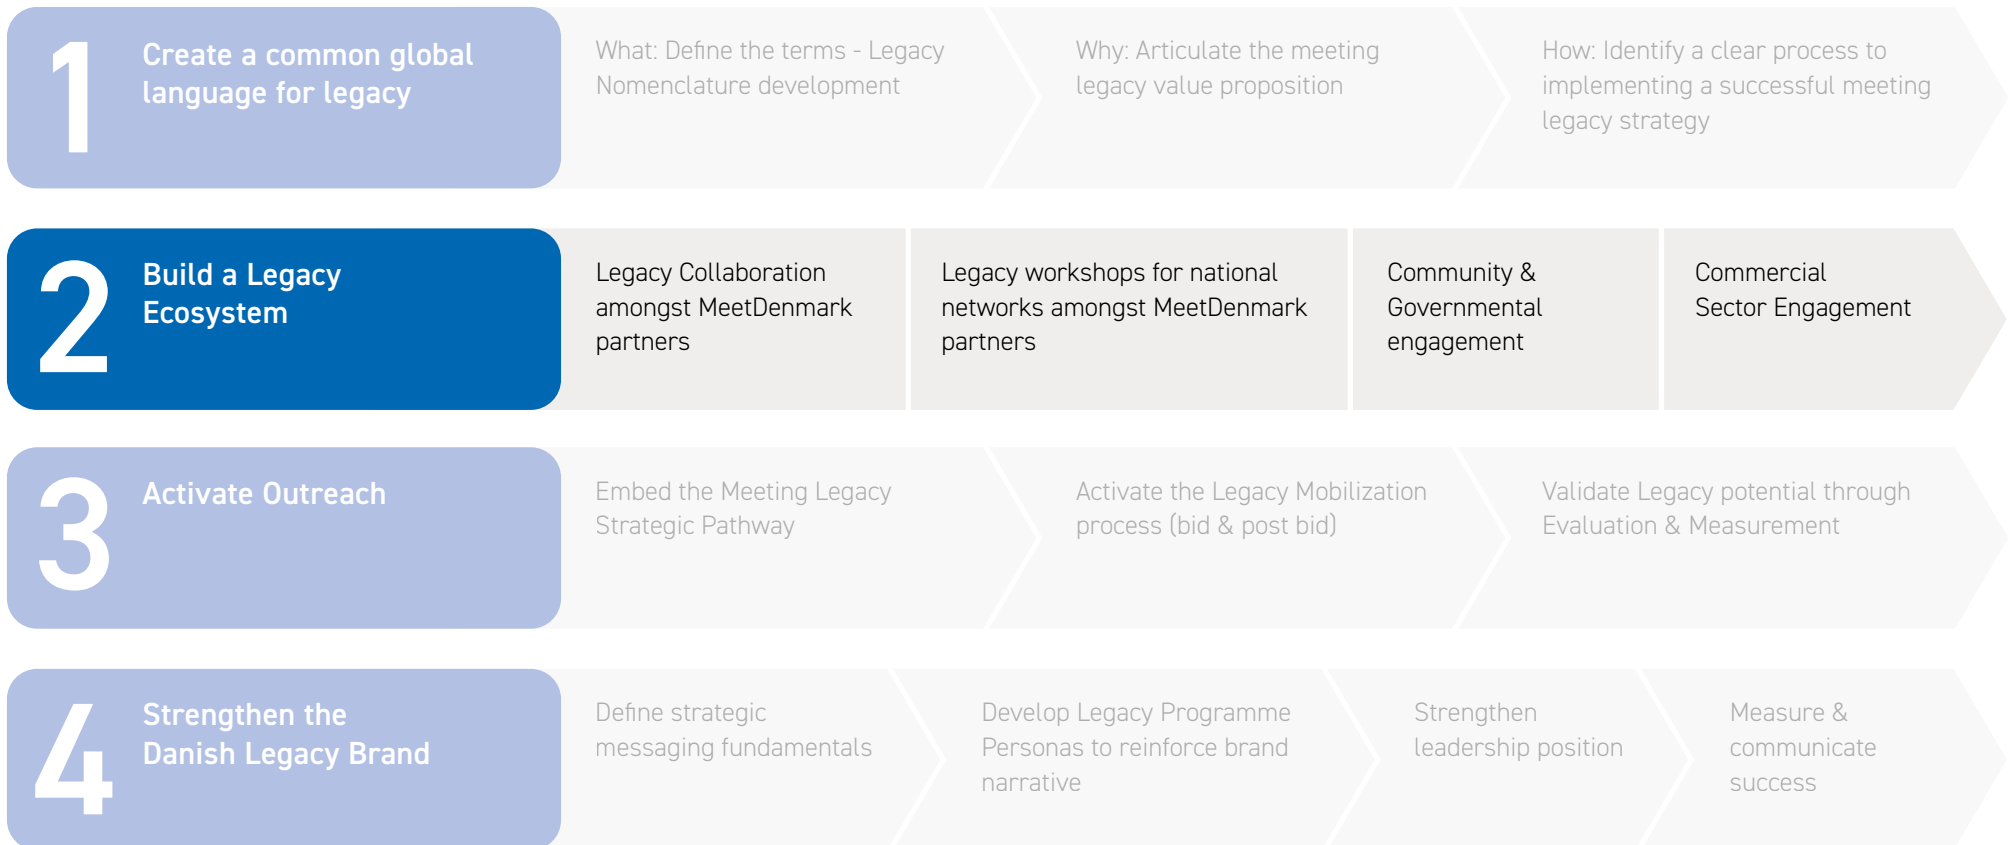 1
Create a common global
language for legacy
What: Define the terms - Legacy
Nomenclature development
Why: Articulate the meeting
legacy value proposition
How: Identify a clear process to
implementing a successful meeting
legacy strategy
2
Build a Legacy
Ecosystem
Legacy Collaboration
amongst MeetDenmark
partners
Legacy workshops for national
networks amongst MeetDenmark
partners
Community &
Governmental
engagement
Commercial
Sector Engagement
3
Activate Outreach
Embed the Meeting Legacy
Strategic Pathway
Activate the Legacy Mobilization
process (bid & post bid)
Validate Legacy potential through
Evaluation & Measurement
4
Strengthen the
Danish Legacy Brand
Define strategic
messaging fundamentals
Develop Legacy Programme
Personas to reinforce brand
narrative
Strengthen
leadership position
Measure &
communicate
success